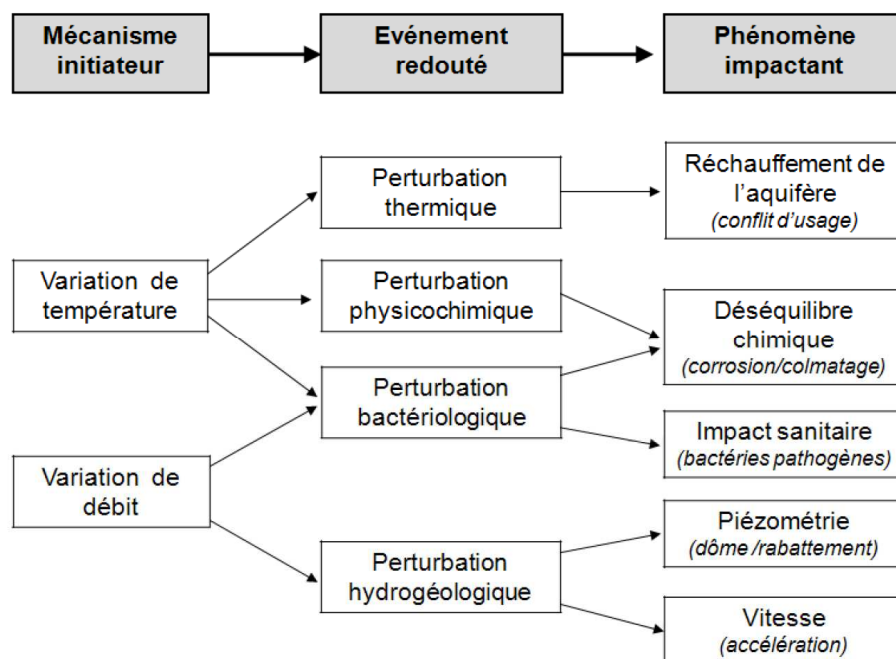 Mécanisme
initiateur
Evénement
redouté
Phénomène
impactant
Perturbation
thermique
Réchauffement de
l'aquifère
(conflit d'usage)
Variation de
température
Perturbation
physicochimique
Déséquilibre
chimique
(corrosion/colmatage)
Perturbation
bactériologique
Impact sanitaire
(bactéries pathogènes)
Variation de
débit
Piézométrie
(dôme /rabattement)
Perturbation
hydrogéologique
Vitesse
(accélération)